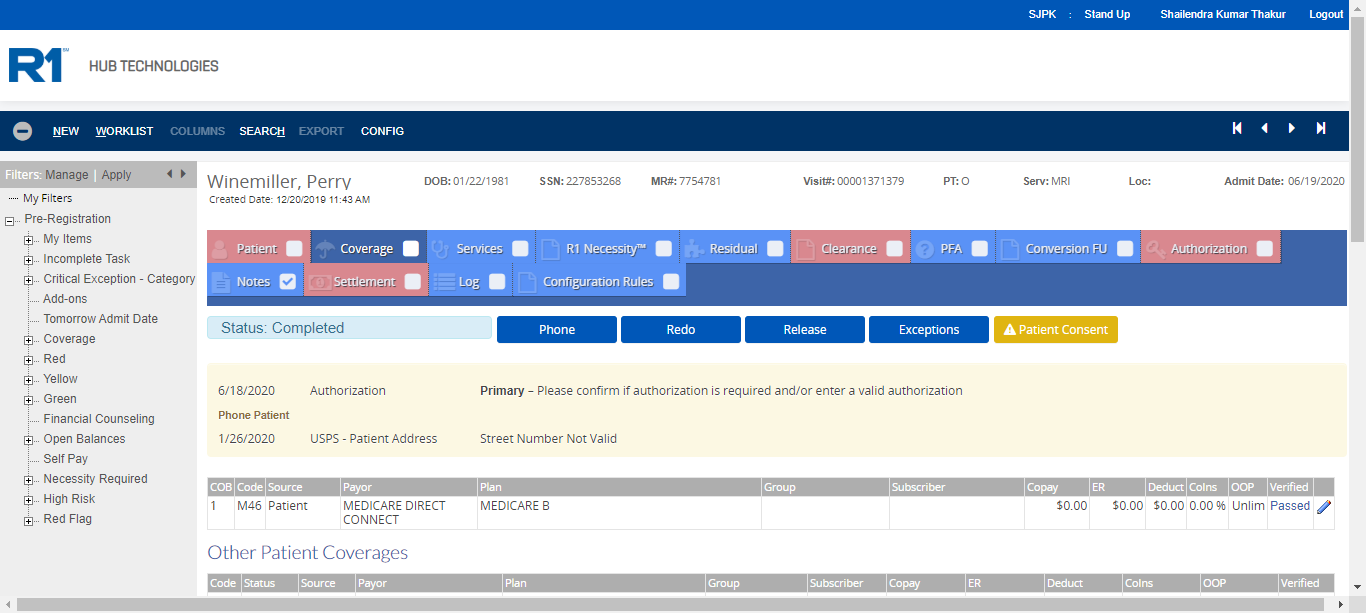 SJPK : Stand Up Shailendra Kumar Thakur Logout
R1 HUB TECHNOLOGIES
NEW WORKLIST COLUMNS SEARCH EXPORT CONFIG
Filters: Manage | Apply
My Filters
Pre-Registration
My Items
Incomplete Task
Critical Exception - Category
Add-ons
Tomorrow Admit Date
Coverage
Red
Yellow
Green
Financial Counseling
Open Balances
Self Pay
Necessity Required
High Risk
Red Flag
Winemiller, Perry DOB: 01/22/1981 SSN: 227853268 MR#: 7754781 Visit#: 00001371379 PT: O Serv: MRI Loc: Admit Date: 06/19/2020
Created Date: 12/20/2019 11:43 AM
Patient Coverage Services R1 Necessity™ Residual Clearance PFA Conversion FU Authorization
Notes Settlement Log Configuration Rules
Status: Completed Phone Redo Release Exceptions Patient Consent
6/18/2020 Authorization Primary – Please confirm if authorization is required and/or enter a valid authorization
Phone Patient
1/26/2020 USPS - Patient Address Street Number Not Valid
COB Code Source Payor Plan Group Subscriber Copay ER Deduct CoIns OOP Verified
1 M46 Patient MEDICARE DIRECT MEDICARE B $0.00 $0.00 $0.00 0.00 % Unlim Passed
CONNECT
Other Patient Coverages
Code Status Source Payor Plan Group Subscriber Copay ER Deduct CoIns OOP Verified